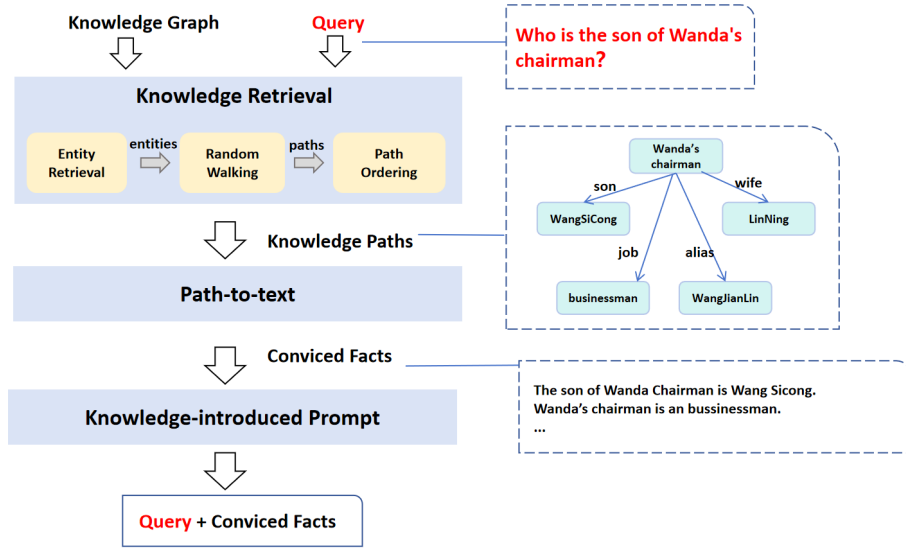 Knowledge Graph
Query
Who is the son of Wanda's
chairman?
Knowledge Retrieval
Entity
Retrieval
entities
Random
Walking
paths
Path
Ordering
Wanda's
chairman
son
wife
WangSiCong
LinNing
job
alias
businessman
WangJianLin
Knowledge Paths
Path-to-text
Conviced Facts
The son of Wanda Chairman is Wang Sicong.
Wanda's chairman is an bussinessman.
...
Knowledge-introduced Prompt
Query + Conviced Facts